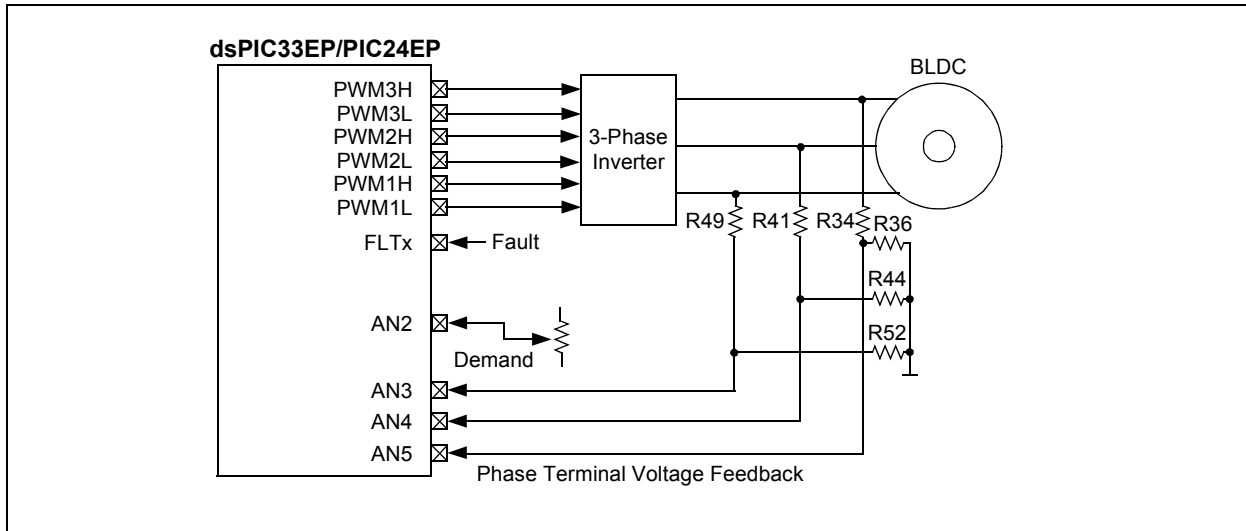 dsPIC33EP/PIC24EP
BLDC
PWM3H
PWM3L
PWM2H
PWM2L
PWM1H
PWM1L
3-Phase
Inverter
R49
R41
R34
R36
FLTx
Fault
R44
AN2
Demand
R52
AN3
AN4
AN5
Phase Terminal Voltage Feedback